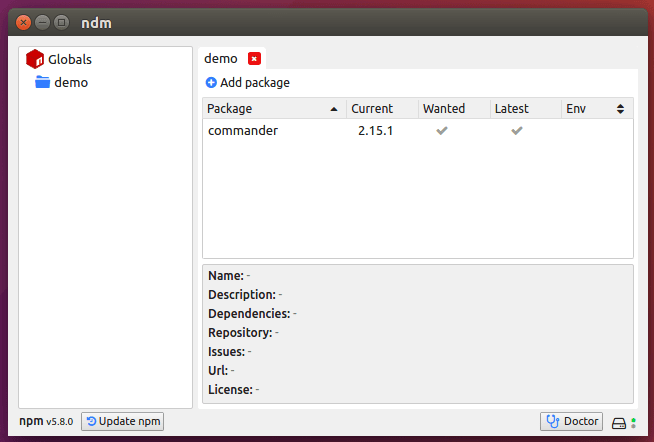 ndm
Globals
demo
demo
Add package
Package Current Wanted Latest Env
commander 2.15.1
Name: -
Description: -
Dependencies: -
Repository: -
Issues: -
Url: -
License: -
npm v5.8.0 Update npm Doctor